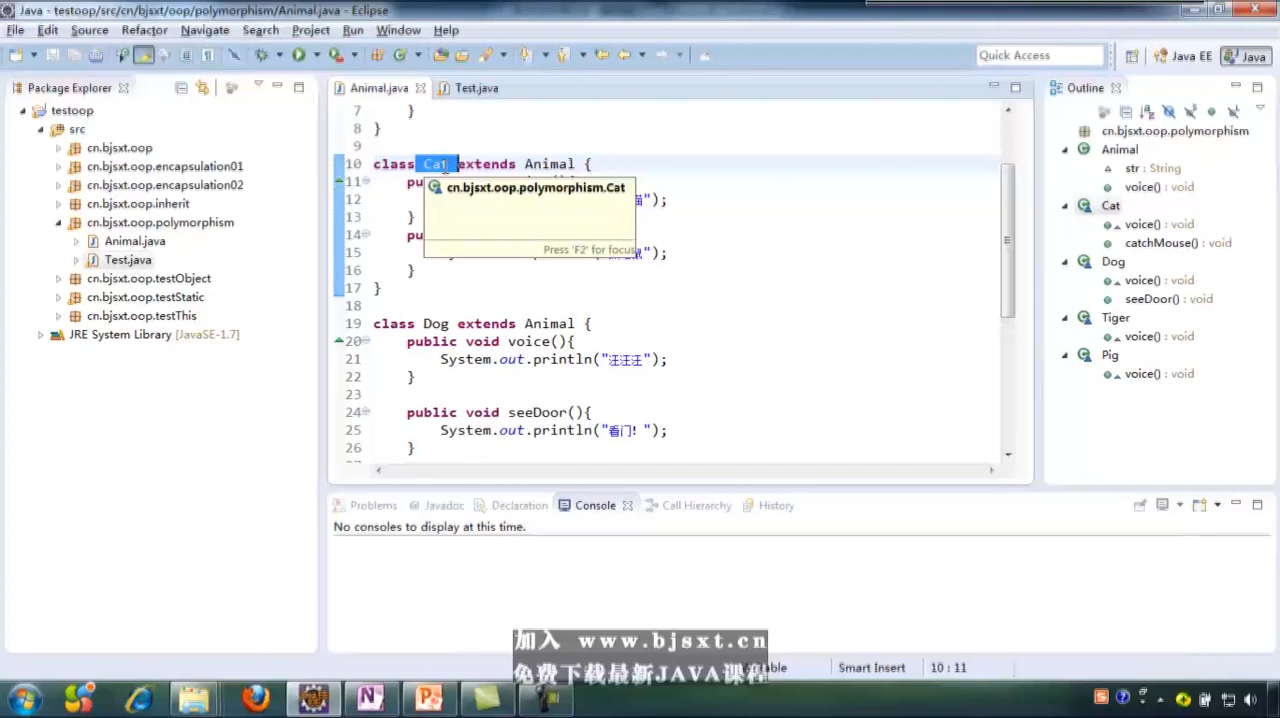 Java - testoop/src/cn/bjsxt/oop/polymorphism/Animal.java - Eclipse
File Edit Source Refactor Navigate Search Project Run Window Help
Quick Access
Java EE
Java
Package Explorer
testoop
src
cn.bjsxt.oop
cn.bjsxt.oop.encapsulation01
cn.bjsxt.oop.encapsulation02
cn.bjsxt.oop.inherit
cn.bjsxt.oop.polymorphism
Animal.java
Test.java
cn.bjsxt.oop.testObject
cn.bjsxt.oop.testStatic
cn.bjsxt.oop.testThis
JRE System Library [JavaSE-1.7]
Animal.java
Test.java
7 }
8 }
9
10 class Cat extends Animal {
11 pu
12 猫");
13 }
14 pu
15 ");
16 }
17 }
18
19 class Dog extends Animal {
20 public void voice(){
21 System.out.println("汪汪汪");
22 }
23
24 public void seeDoor(){
25 System.out.println("看门！");
26 }
cn.bjsxt.oop.polymorphism.Cat
Press 'F2' for focus
Outline
cn.bjsxt.oop.polymorphism
Animal
str : String
voice() : void
Cat
voice() : void
catchMouse() : void
Dog
voice() : void
seeDoor() : void
Tiger
voice() : void
Pig
voice() : void
Problems @ Javadoc Declaration Console Call Hierarchy History
No consoles to display at this time.
加入 www.bjsxt.cn
免费下载最新JAVA课程
Smart Insert
10 : 11